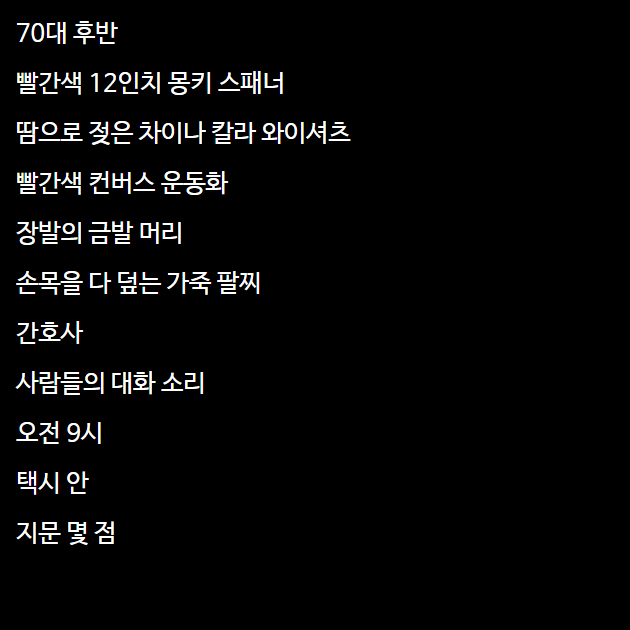 70대 후반
빨간색 12인치 몽키 스패너
땀으로 젖은 차이나 칼라 와이셔츠
빨간색 컨버스 운동화
장발의 금발 머리
손목을 다 덮는 가죽 팔찌
간호사
사람들의 대화 소리
오전 9시
택시 안
지문 몇 점